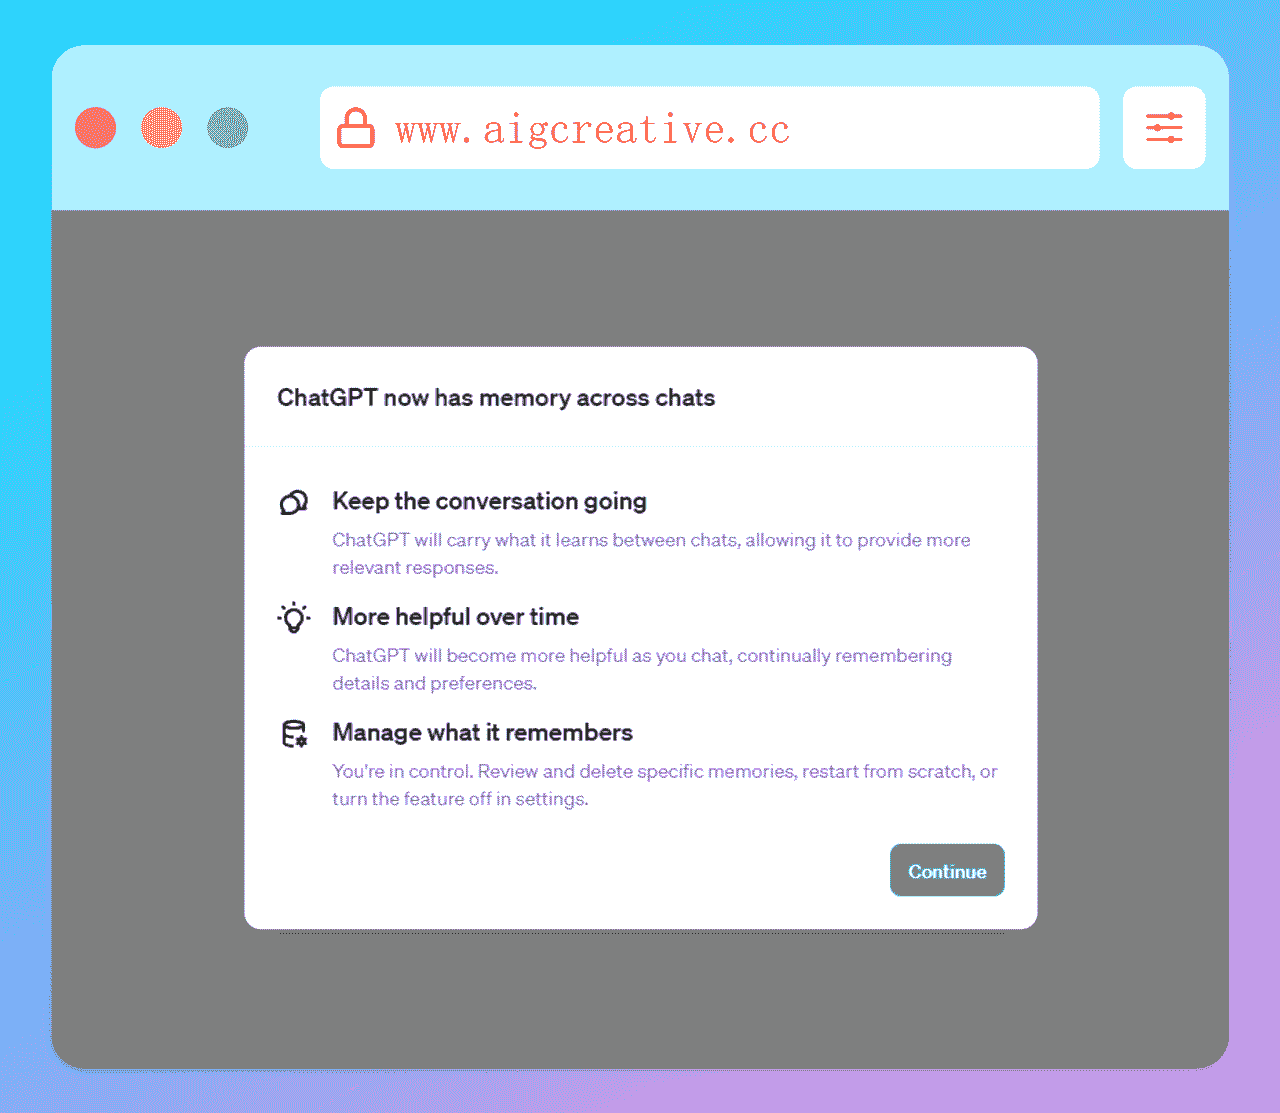 www.aigcreative.cc
ChatGPT now has memory across chats
Keep the conversation going
ChatGPT will carry what it learns between chats, allowing it to provide more
relevant responses.
More helpful over time
ChatGPT will become more helpful as you chat, continually remembering
details and preferences.
Manage what it remembers
You're in control. Review and delete specific memories, restart from scratch, or
turn the feature off in settings.
Continue